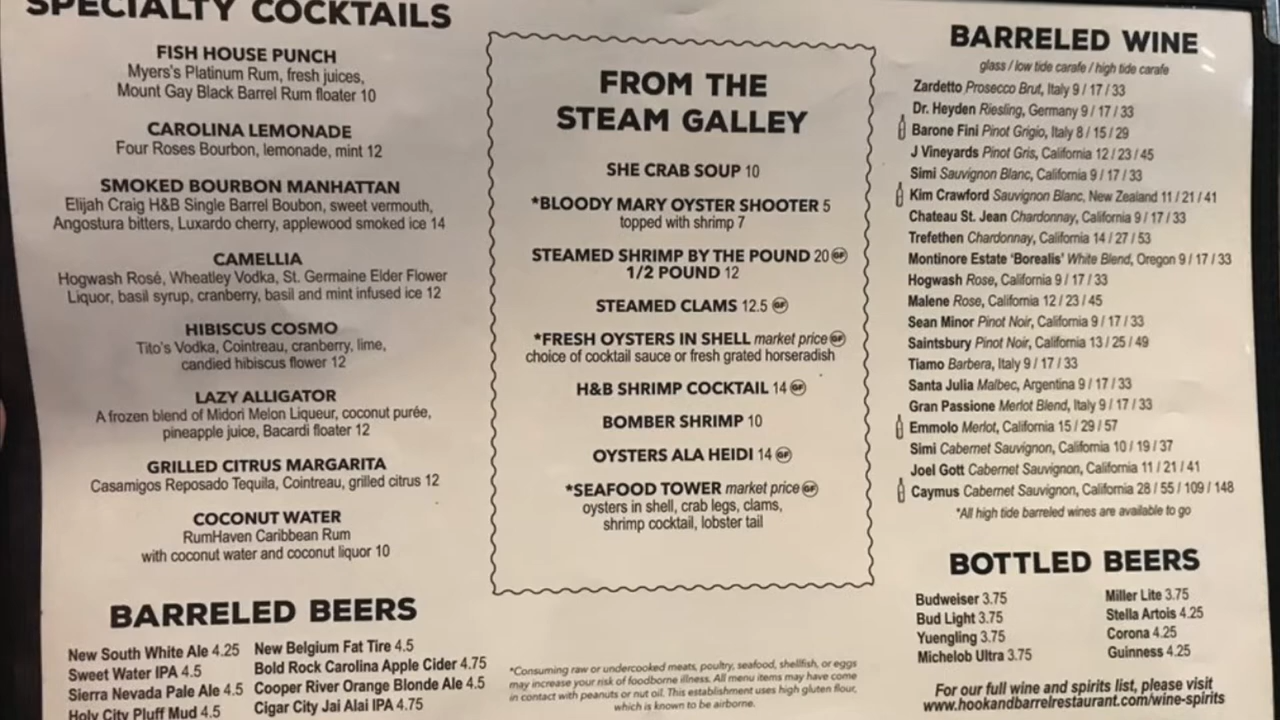 SPECIALTY COCKTAILS
FISH HOUSE PUNCH
Myers's Platinum Rum, fresh juices,
Mount Gay Black Barrel Rum floater 10
CAROLINA LEMONADE
Four Roses Bourbon, lemonade, mint 12
SMOKED BOURBON MANHATTAN
Elijah Craig H&B Single Barrel Boubon, sweet vermouth,
Angostura bitters, Luxardo cherry, applewood smoked ice 14
CAMELLIA
Hogwash Rosé, Wheatley Vodka, St. Germaine Elder Flower
Liquor, basil syrup, cranberry, basil and mint infused ice 12
HIBISCUS COSMO
Tito's Vodka, Cointreau, cranberry, lime,
candied hibiscus flower 12
LAZY ALLIGATOR
A frozen blend of Midori Melon Liqueur, coconut purée,
pineapple juice, Bacardi floater 12
GRILLED CITRUS MARGARITA
Casamigos Reposado Tequila, Cointreau, grilled citrus 12
COCONUT WATER
RumHaven Caribbean Rum
with coconut water and coconut liquor 10
BARRELED BEERS
New South White Ale 4.25
Sweet Water IPA 4.5
Sierra Nevada Pale Ale 4.5
Holy City Pluff Mud 4.5
New Belgium Fat Tire 4.5
Bold Rock Carolina Apple Cider 4.75
Cooper River Orange Blonde Ale 4.5
Cigar City Jai Alai IPA 4.75
FROM THE
STEAM GALLEY
SHE CRAB SOUP 10
*BLOODY MARY OYSTER SHOOTER 5
topped with shrimp 7
STEAMED SHRIMP BY THE POUND 20 GF
1/2 POUND 12
STEAMED CLAMS 12.5 GF
*FRESH OYSTERS IN SHELL market price GF
choice of cocktail sauce or fresh grated horseradish
H&B SHRIMP COCKTAIL 14 GF
BOMBER SHRIMP 10
OYSTERS ALA HEIDI 14 GF
*SEAFOOD TOWER market price GF
oysters in shell, crab legs, clams,
shrimp cocktail, lobster tail
*Consuming raw or undercooked meats, poultry, seafood, shellfish, or eggs
may increase your risk of foodborne illness. All menu items may have come
in contact with peanuts or nut oil. This establishment uses high gluten flour,
which is known to be airborne.
BARRELED WINE
glass / low tide carafe / high tide carafe
Zardetto Prosecco Brut, Italy 9 / 17 / 33
Dr. Heyden Riesling, Germany 9 / 17 / 33
Barone Fini Pinot Grigio, Italy 8 / 15 / 29
J Vineyards Pinot Gris, California 12 / 23 / 45
Simi Sauvignon Blanc, California 9 / 17 / 33
Kim Crawford Sauvignon Blanc, New Zealand 11 / 21 / 41
Chateau St. Jean Chardonnay, California 9 / 17 / 33
Trefethen Chardonnay, California 14 / 27 / 53
Montinore Estate 'Borealis' White Blend, Oregon 9 / 17 / 33
Hogwash Rose, California 9 / 17 / 33
Malene Rose, California 12 / 23 / 45
Sean Minor Pinot Noir, California 9 / 17 / 33
Saintsbury Pinot Noir, California 13 / 25 / 49
Tiamo Barbera, Italy 9 / 17 / 33
Santa Julia Malbec, Argentina 9 / 17 / 33
Gran Passione Merlot Blend, Italy 9 / 17 / 33
Emmolo Merlot, California 15 / 29 / 57
Simi Cabernet Sauvignon, California 10 / 19 / 37
Joel Gott Cabernet Sauvignon, California 11 / 21 / 41
Caymus Cabernet Sauvignon, California 28 / 55 / 109 / 148
*All high tide barreled wines are available to go
BOTTLED BEERS
Budweiser 3.75
Bud Light 3.75
Yuengling 3.75
Michelob Ultra 3.75
Miller Lite 3.75
Stella Artois 4.25
Corona 4.25
Guinness 4.25
For our full wine and spirits list, please visit
www.hookandbarrelrestaurant.com/wine-spirits